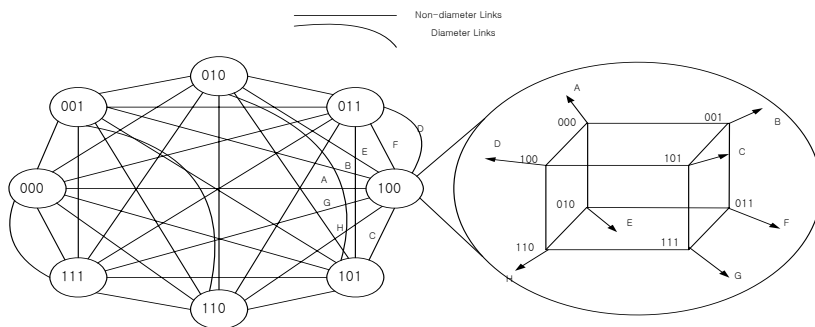 Non-diameter Links
Diameter Links
010
001
011
D
E
F
B
000
A
100
G
H
C
111
101
110
A
001
B
000
D
100
101
C
010
011
E
F
110
111
G
H